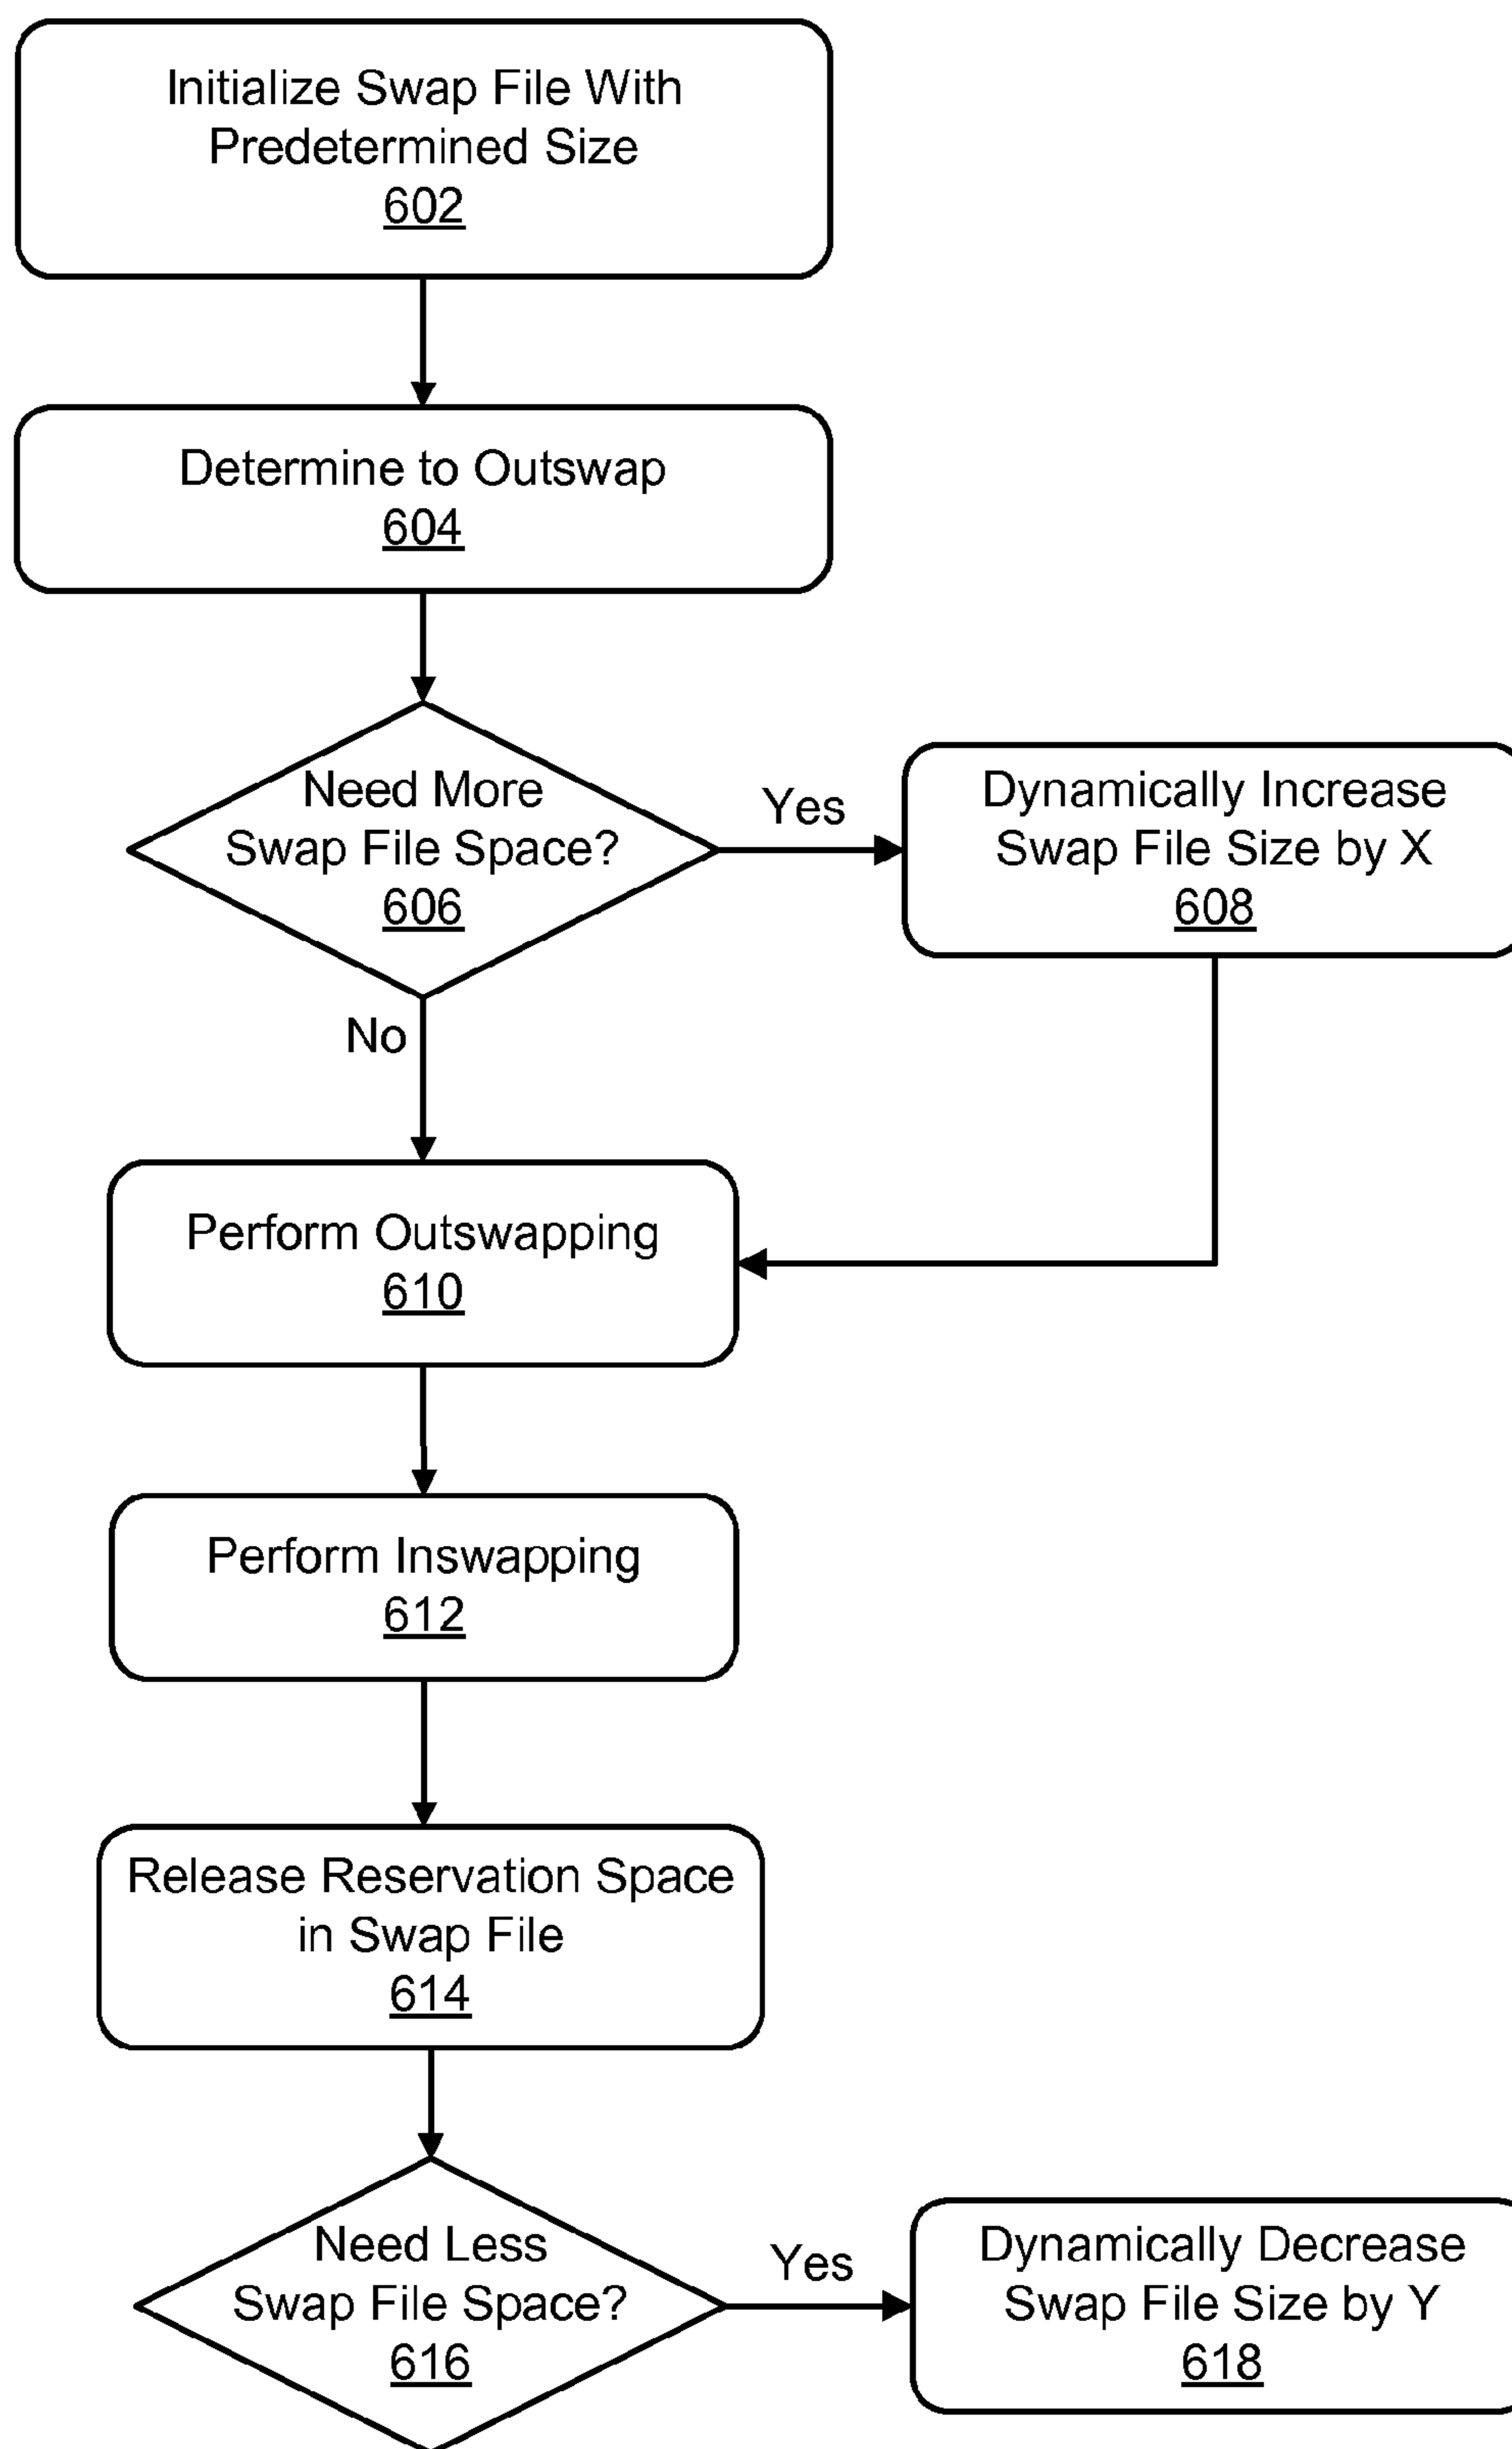 Initialize Swap File With
Predetermined Size
602
Determine to Outswap
604
Need More
Swap File Space?
606
Yes
Dynamically Increase
Swap File Size by X
608
No
Perform Outswapping
610
Perform Inswapping
612
Release Reservation Space
in Swap File
614
Need Less
Swap File Space?
616
Yes
Dynamically Decrease
Swap File Size by Y
618